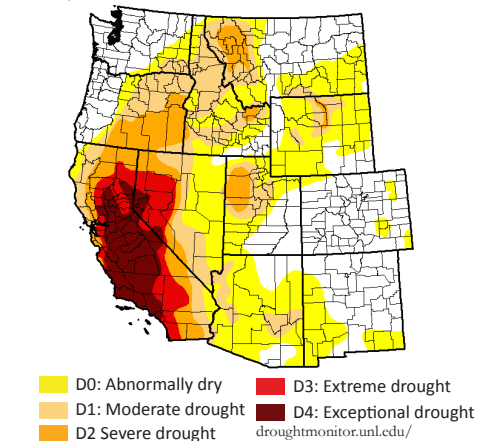 D0: Abnormally dry
D1: Moderate drought
D2 Severe drought
D3: Extreme drought
D4: Exceptional drought
droughtmonitor.unl.edu/